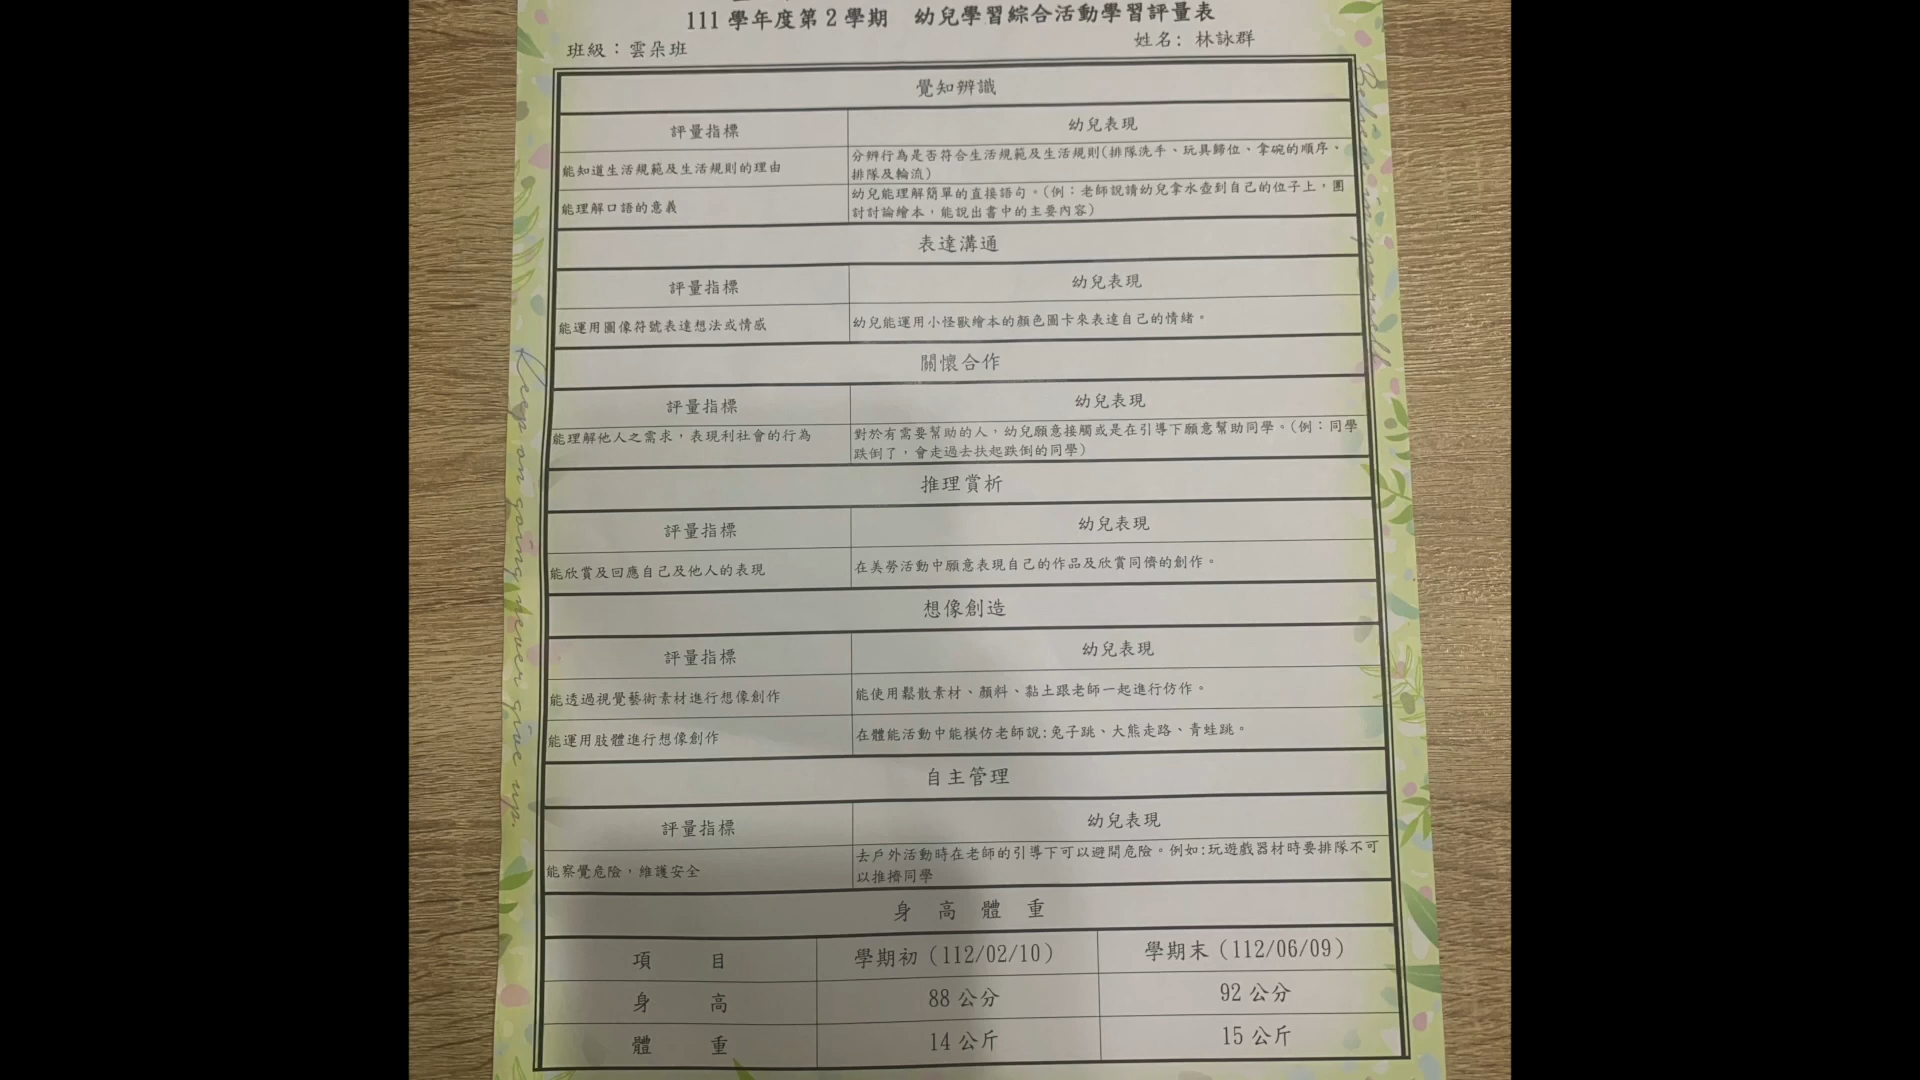 111 學年度第 2 學期　幼兒學習綜合活動學習評量表
班級：雲朵班　姓名: 林詠群
覺知辨識
評量指標　幼兒表現
能知道生活規範及生活規則的理由　分辨行為是否符合生活規範及生活規則(排隊洗手、玩具歸位、拿碗的順序、
排隊及輪流)
能理解口語的意義　幼兒能理解簡單的直接語句。(例：老師說請幼兒拿水壺到自己的位子上，團
討討論繪本，能說出書中的主要內容)
表達溝通
評量指標　幼兒表現
能運用圖像符號表達想法或情感　幼兒能運用小怪獸繪本的顏色圖卡來表達自己的情緒。
關懷合作
評量指標　幼兒表現
能理解他人之需求，表現利社會的行為　對於有需要幫助的人，幼兒願意接觸或是在引導下願意幫助同學。(例：同學
跌倒了，會走過去扶起跌倒的同學)
推理賞析
評量指標　幼兒表現
能欣賞及回應自己及他人的表現　在美勞活動中願意表現自己的作品及欣賞同儕的創作。
想像創造
評量指標　幼兒表現
能透過視覺藝術素材進行想像創作　能使用鬆散素材、顏料、黏土跟老師一起進行仿作。
能運用肢體進行想像創作　在體能活動中能模仿老師說:兔子跳、大熊走路、青蛙跳。
自主管理
評量指標　幼兒表現
能察覺危險，維護安全　去戶外活動時在老師的引導下可以避開危險。例如:玩遊戲器材時要排隊不可
以推擠同學
身 高 體 重
項 目　學期初（112/02/10）　學期末（112/06/09）
身 高　88 公分　92 公分
體 重　14 公斤　15 公斤
Keep on going never give up.
Believe in yourself